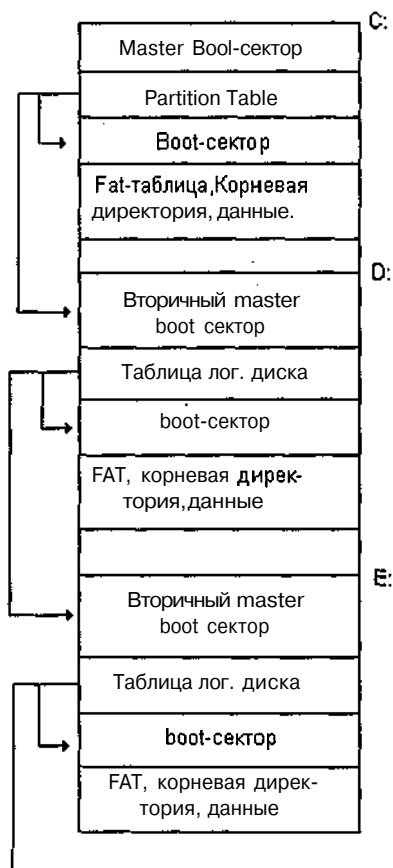 C:
Master Bool-сектор
Partition Table
Boot-сектор
Fat-таблица,Корневая
директория, данные.
D:
Вторичный master
boot сектор
Таблица лог. диска
boot-сектор
FAT, корневая дирек-
тория,данные
E:
Вторичный master
boot сектор
Таблица лог. диска
boot-сектор
FAT, корневая дирек-
тория, данные